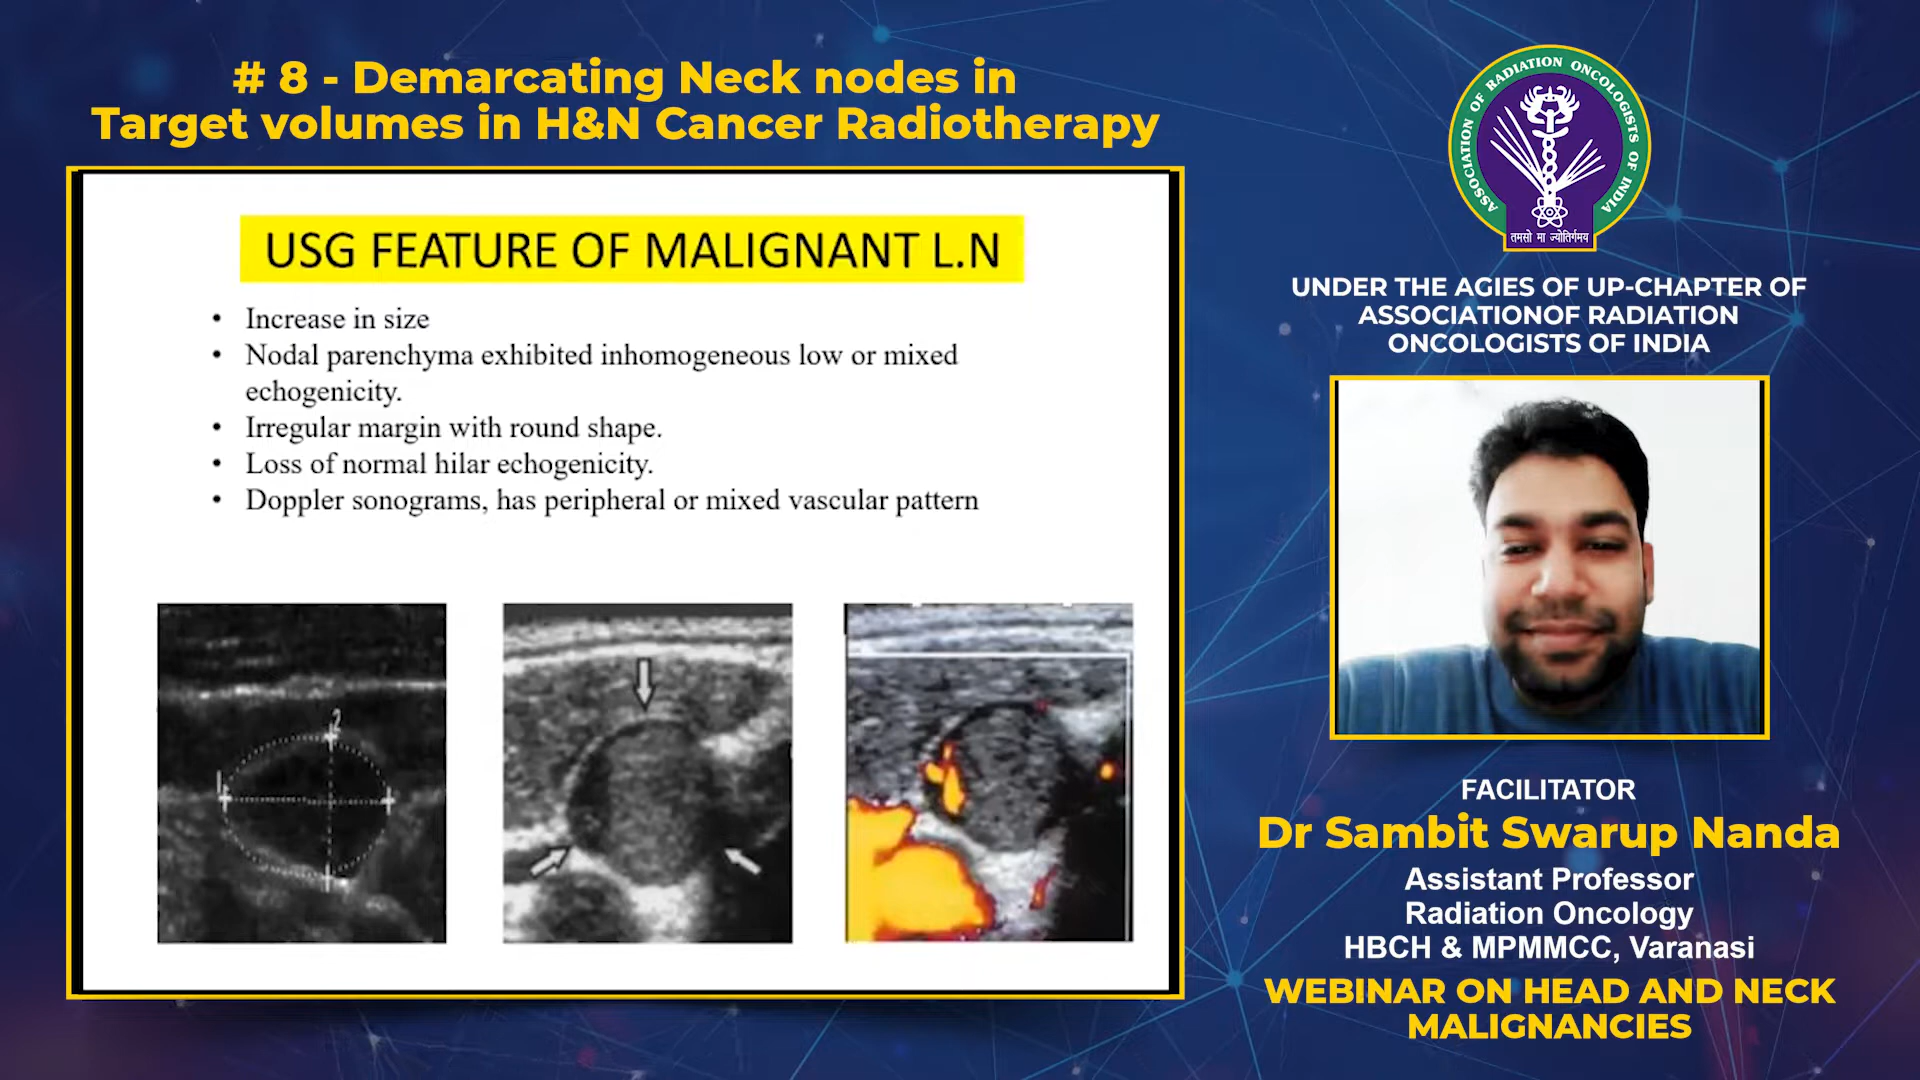 # 8 - Demarcating Neck nodes in
Target volumes in H&N Cancer Radiotherapy
USG FEATURE OF MALIGNANT L.N
• Increase in size
• Nodal parenchyma exhibited inhomogeneous low or mixed
echogenicity.
• Irregular margin with round shape.
• Loss of normal hilar echogenicity.
• Doppler sonograms, has peripheral or mixed vascular pattern
2
1
ASSOCIATION OF RADIATION ONCOLOGISTS OF INDIA
तमसो मा ज्योतिर्गमय
UNDER THE AGIES OF UP-CHAPTER OF
ASSOCIATIONOF RADIATION
ONCOLOGISTS OF INDIA
FACILITATOR
Dr Sambit Swarup Nanda
Assistant Professor
Radiation Oncology
HBCH & MPMMCC, Varanasi
WEBINAR ON HEAD AND NECK
MALIGNANCIES